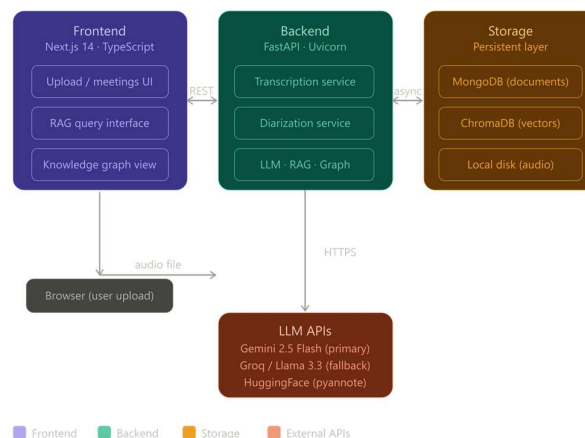 Frontend
Next.js 14 · TypeScript
Upload / meetings UI
RAG query interface
Knowledge graph view
REST
Backend
FastAPI · Uvicorn
Transcription service
Diarization service
LLM · RAG · Graph
async
Storage
Persistent layer
MongoDB (documents)
ChromaDB (vectors)
Local disk (audio)
audio file
HTTPS
Browser (user upload)
LLM APIs
Gemini 2.5 Flash (primary)
Groq / Llama 3.3 (fallback)
HuggingFace (pyannote)
Frontend
Backend
Storage
External APIs